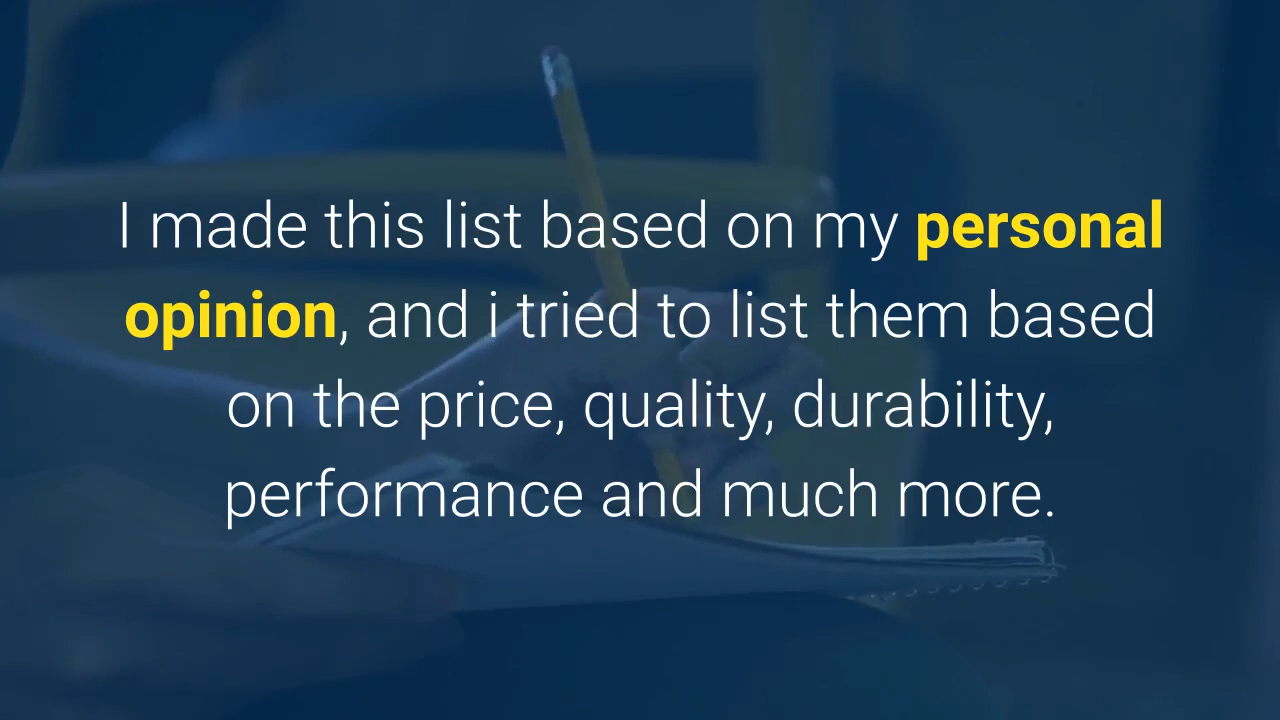 I made this list based on my personal
opinion, and i tried to list them based
on the price, quality, durability,
performance and much more.